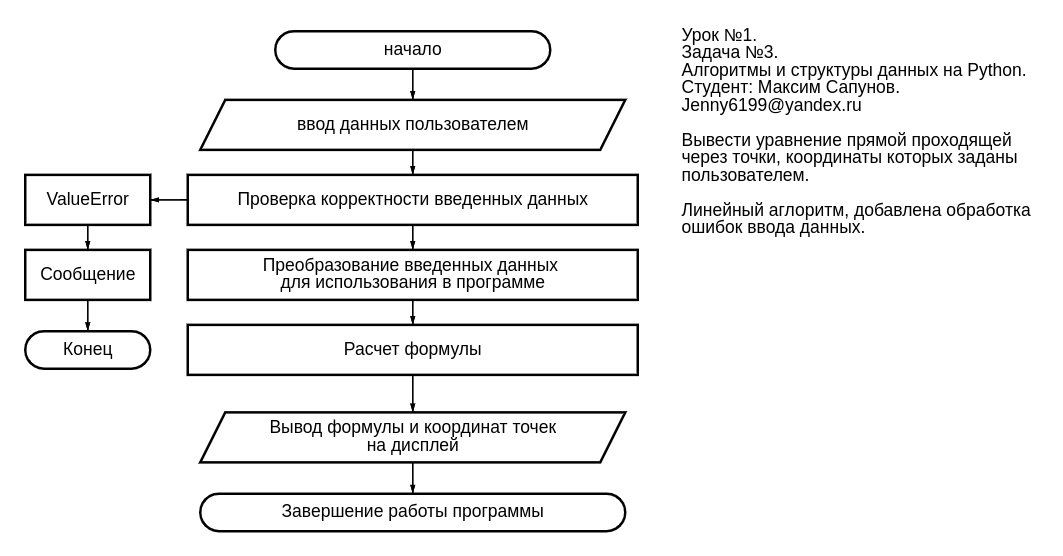 начало
ввод данных пользователем
ValueError
Проверка корректности введенных данных
Сообщение
Преобразование введенных данных
для использования в программе
Конец
Расчет формулы
Вывод формулы и координат точек
на дисплей
Завершение работы программы
Урок №1.
Задача №3.
Алгоритмы и структуры данных на Python.
Студент: Максим Сапунов.
Jenny6199@yandex.ru
Вывести уравнение прямой проходящей
через точки, координаты которых заданы
пользователем.
Линейный аглоритм, добавлена обработка
ошибок ввода данных.